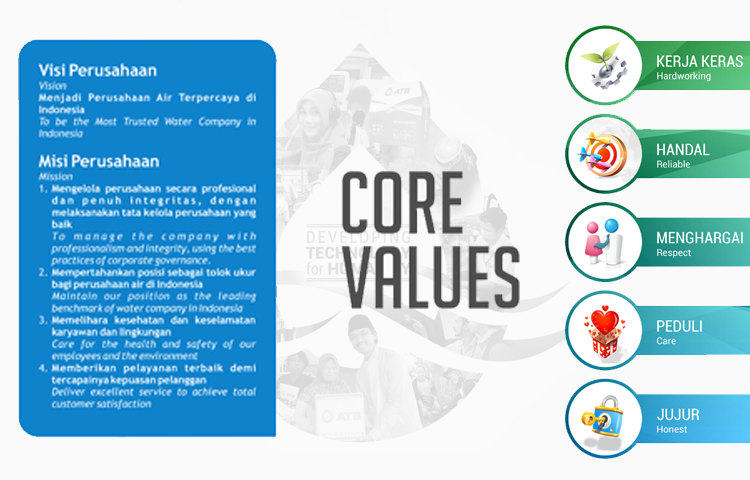 Visi Perusahaan
Vision
Menjadi Perusahaan Air Terpercaya di
Indonesia
To be the Most Trusted Water Company in
Indonesia
Misi Perusahaan
Mission
1. Mengelola perusahaan secara profesional
dan penuh integritas, dengan
melaksanakan tata kelola perusahaan yang
baik
To manage the company with
professionalism and integrity, using the best
practices of corporate governance.
2. Mempertahankan posisi sebagai tolok ukur
bagi perusahaan air di Indonesia
Maintain our position as the leading
benchmark of water company in Indonesia
3. Memelihara kesehatan dan keselamatan
karyawan dan lingkungan
Care for the health and safety of our
employees and the environment
4. Memberikan pelayanan terbaik demi
tercapainya kepuasan pelanggan
Deliver excellent service to achieve total
customer satisfaction
ATB
CORE
VALUES
DEVELOPING
TECHNOLOGY
for HUMANITY
ATB
KERJA KERAS
Hardworking
HANDAL
Reliable
MENGHARGAI
Respect
PEDULI
Care
JUJUR
Honest